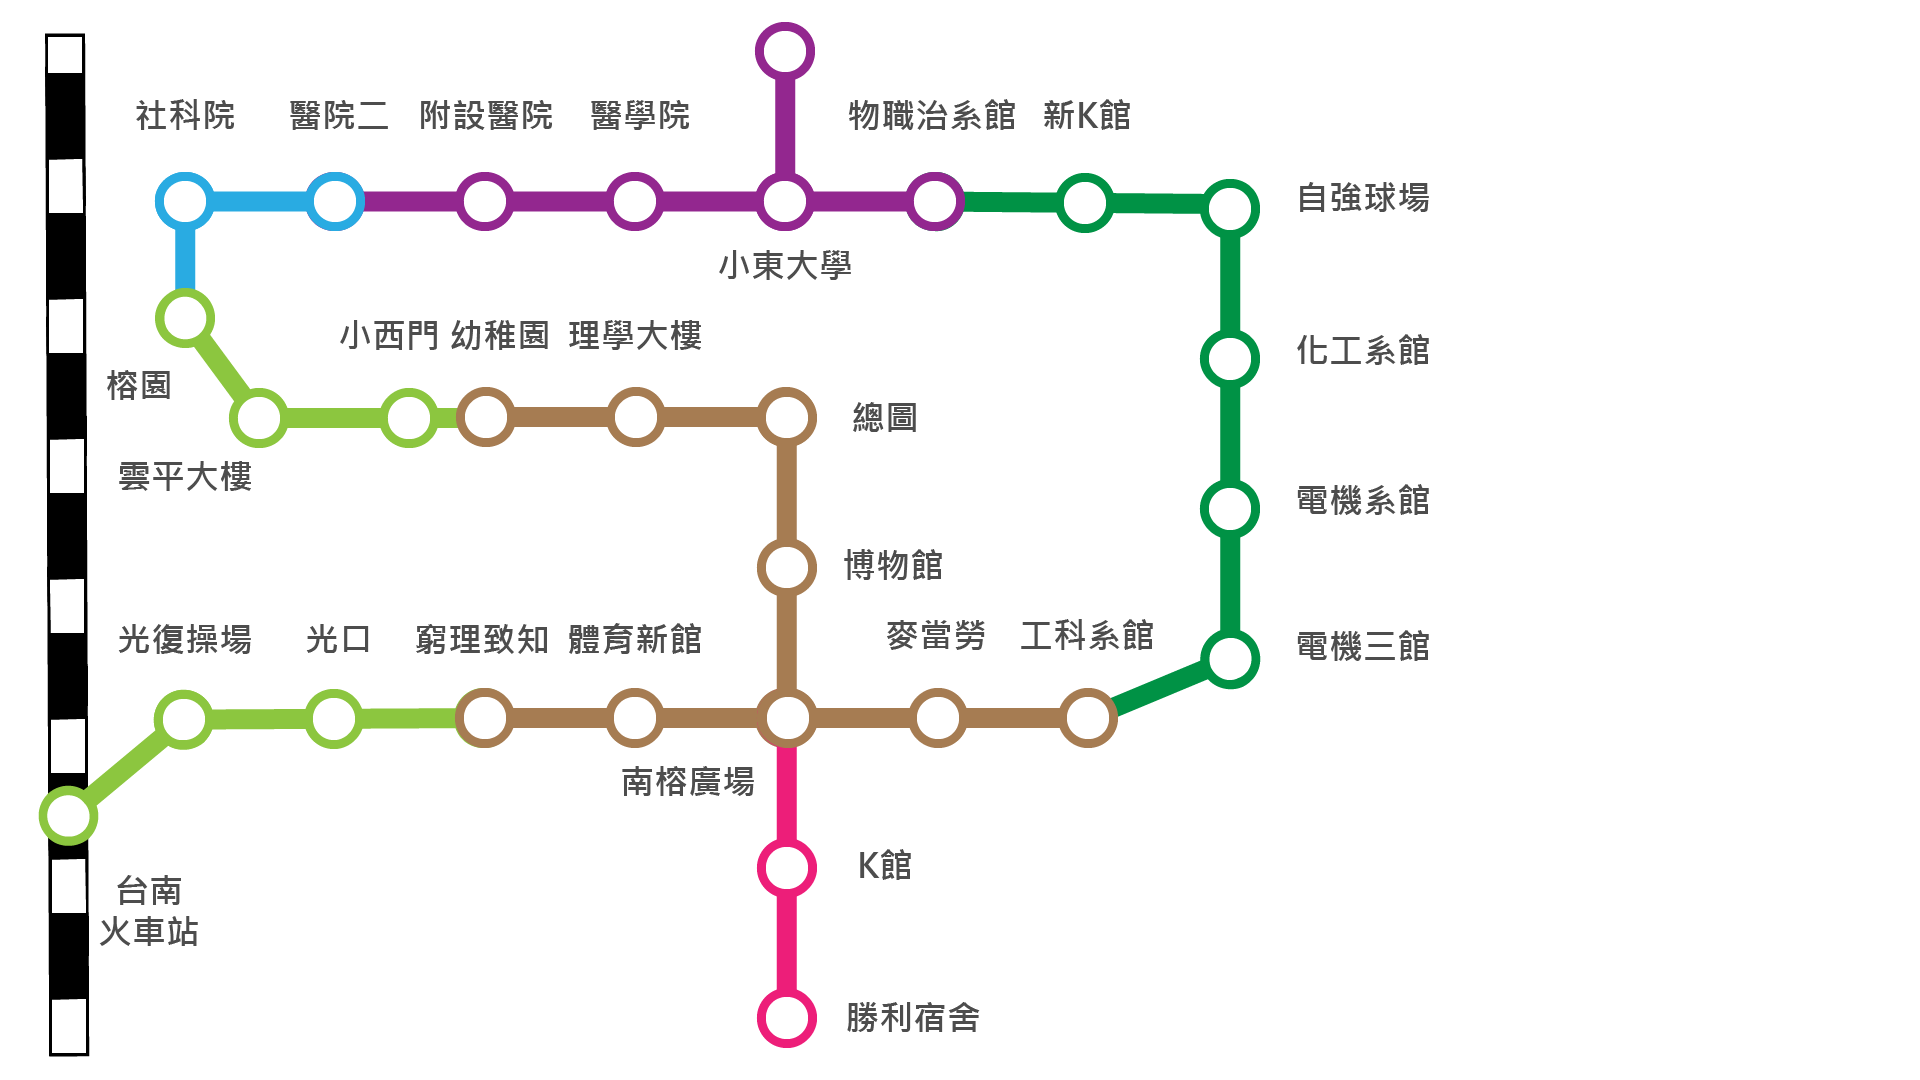 社科院
醫院二
附設醫院
醫學院
物職治系館
新K館
自強球場
小東大學
小西門
幼稚園
理學大樓
化工系館
榕園
總圖
雲平大樓
電機系館
博物館
光復操場
光口
窮理致知
體育新館
麥當勞
工科系館
電機三館
南榕廣場
K館
台南
火車站
勝利宿舍